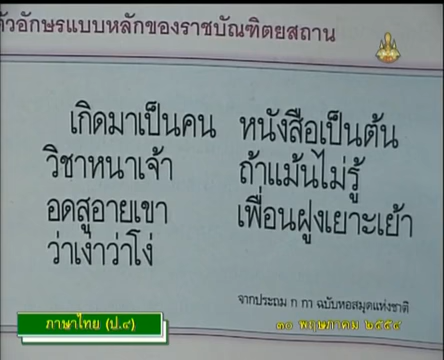 ตัวอักษรแบบหลักของราชบัณฑิตยสถาน
เกิดมาเป็นคน หนังสือเป็นต้น
วิชาหนาเจ้า ถ้าแม้นไม่รู้
อดสูอายเขา เพื่อนฝูงเยาะเย้า
ว่าเง่าว่าโง่
จากประถม ก กา ฉบับหอสมุดแห่งชาติ
ภาษาไทย (ป.๔)
๓๐ พฤษภาคม ๒๕๕๔